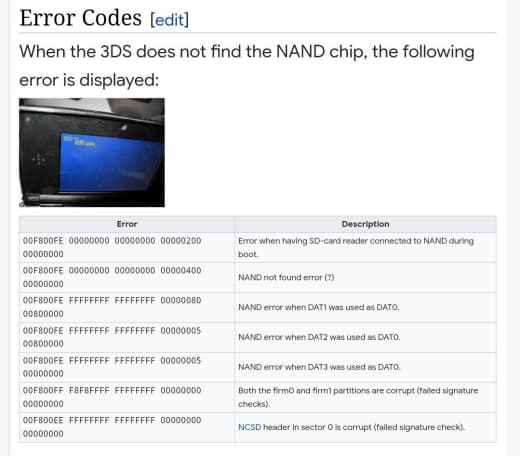 Error Codes [edit]
When the 3DS does not find the NAND chip, the following
error is displayed:
Error Description
00F800FE 00000000 00000000 00000200
00000000
Error when having SD-card reader connected to NAND during
boot.
00F800FE 00000000 00000000 00000400
00000000
NAND not found error (?)
00F800FE FFFFFFFF FFFFFFFF 00000080
00800000
NAND error when DAT1 was used as DAT0.
00F800FE FFFFFFFF FFFFFFFF 00000005
00800000
NAND error when DAT2 was used as DAT0.
00F800FE FFFFFFFF FFFFFFFF 00000005
00000000
NAND error when DAT3 was used as DAT0.
00F800FF F8F8FFFF FFFFFFFF 00000000
00000000
Both the firm0 and firm1 partitions are corrupt (failed signature
checks).
00F800EE FFFFFFFF FFFFFFFF 00000000
00000000
NCSD header in sector 0 is corrupt (failed signature check).